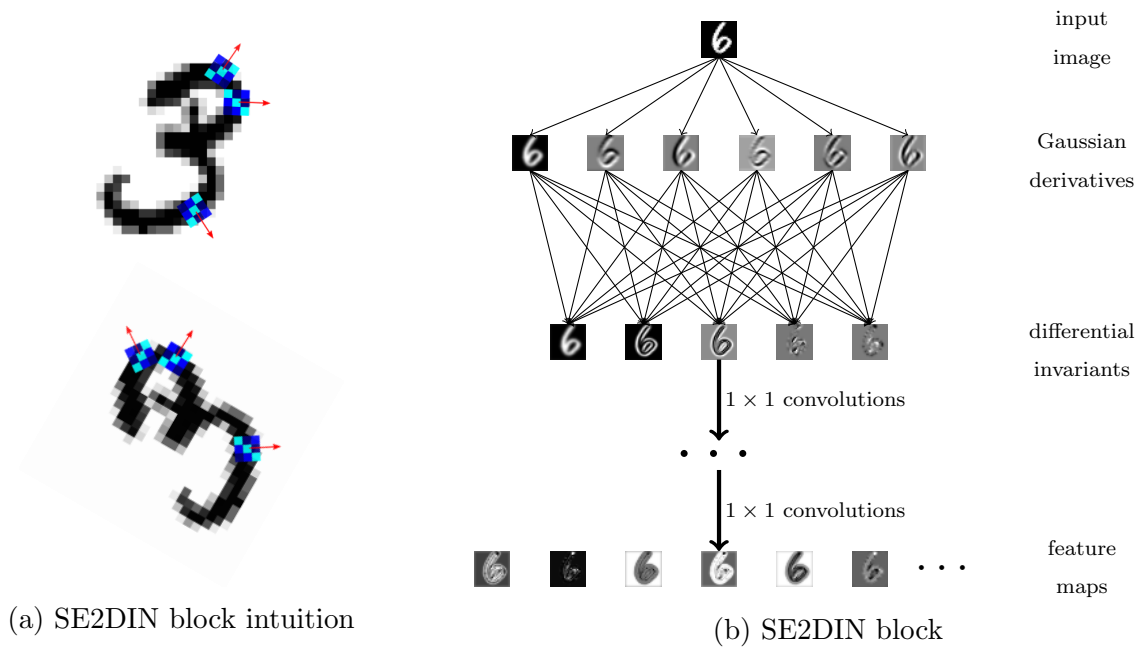 input
image
Gaussian
derivatives
differential
invariants
1 × 1 convolutions
. . .
1 × 1 convolutions
feature
maps
. . .
(a) SE2DIN block intuition
(b) SE2DIN block